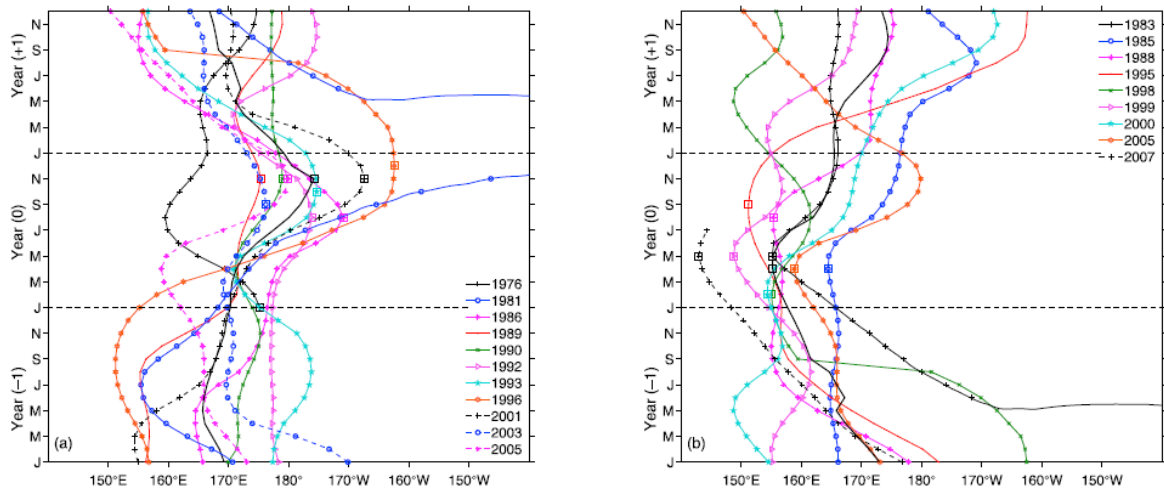 Year (+1)
Year (0)
Year (−1)
N
S
J
M
M
J
N
S
J
M
M
J
N
S
J
M
M
J
(a)
1976
1981
1986
1989
1990
1992
1993
1996
2001
2003
2005
150°E 160°E 170°E 180° 170°W 160°W 150°W
Year (+1)
Year (0)
Year (−1)
N
S
J
M
M
J
N
S
J
M
M
J
N
S
J
M
M
J
(b)
1983
1985
1988
1995
1998
1999
2000
2005
2007
150°E 160°E 170°E 180° 170°W 160°W 150°W